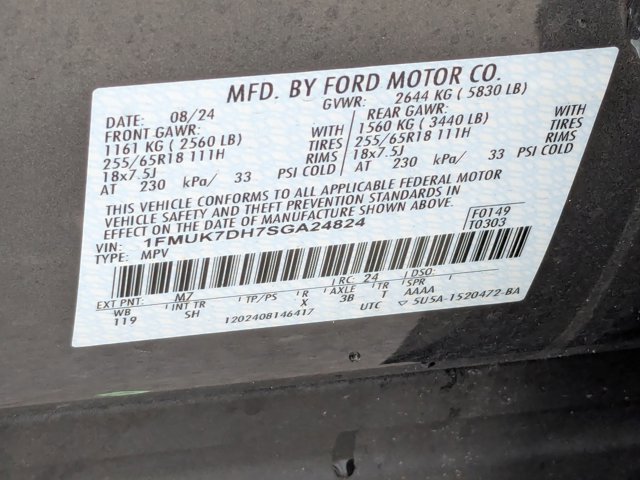 MFD. BY FORD MOTOR CO.
DATE: 08/24 GVWR: 2644 KG ( 5830 LB)
FRONT GAWR: WITH REAR GAWR: WITH
1161 KG ( 2560 LB) TIRES 1560 KG ( 3440 LB) TIRES
255/65R18 111H RIMS 255/65R18 111H RIMS
18x7.5J PSI COLD 18x7.5J PSI COLD
AT 230 kPa/ 33 AT 230 kPa/ 33
THIS VEHICLE CONFORMS TO ALL APPLICABLE FEDERAL MOTOR
VEHICLE SAFETY AND THEFT PREVENTION STANDARDS IN
EFFECT ON THE DATE OF MANUFACTURE SHOWN ABOVE.
VIN: 1FMUK7DH7SGA24824 F0149
TYPE: MPV T0303
EXT PNT: M7 RC: 24 DSO:
WB INT TR TP/PS R AXLE TR SPR
119 SH X 3B T AAAA
1202408146417 UTC ▽ 5U5A-1520472-BA